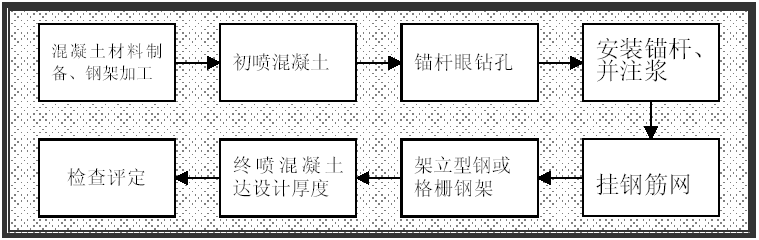 混凝土材料制
备、钢架加工
初喷混凝土
锚杆眼钻孔
安装锚杆、
并注浆
挂钢筋网
架立型钢或
格栅钢架
终喷混凝土
达设计厚度
检查评定